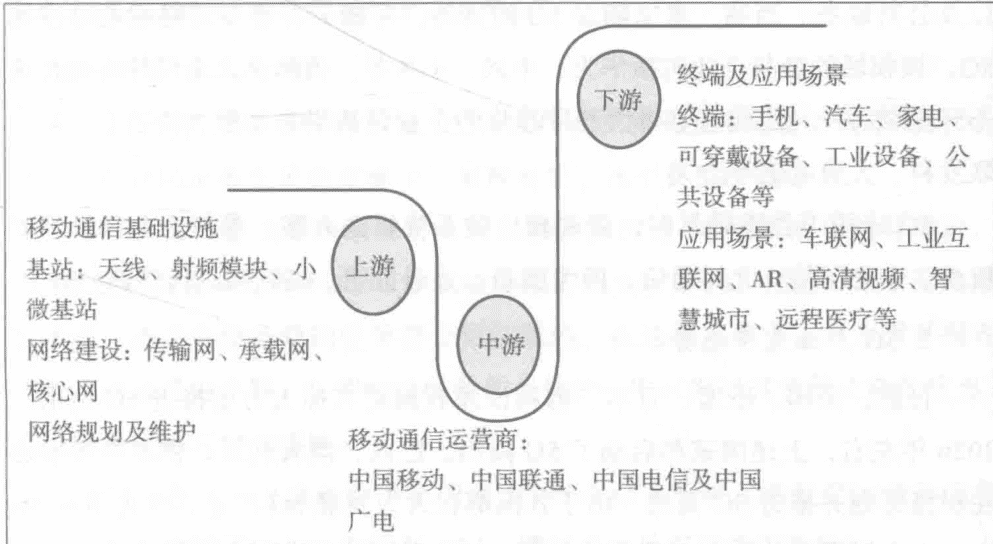 上游
移动通信基础设施
基站：天线、射频模块、小
微基站
网络建设：传输网、承载网、
核心网
网络规划及维护
中游
移动通信运营商：
中国移动、中国联通、中国电信及中国
广电
下游
终端及应用场景
终端：手机、汽车、家电、
可穿戴设备、工业设备、公
共设备等
应用场景：车联网、工业互
联网、AR、高清视频、智
慧城市、远程医疗等